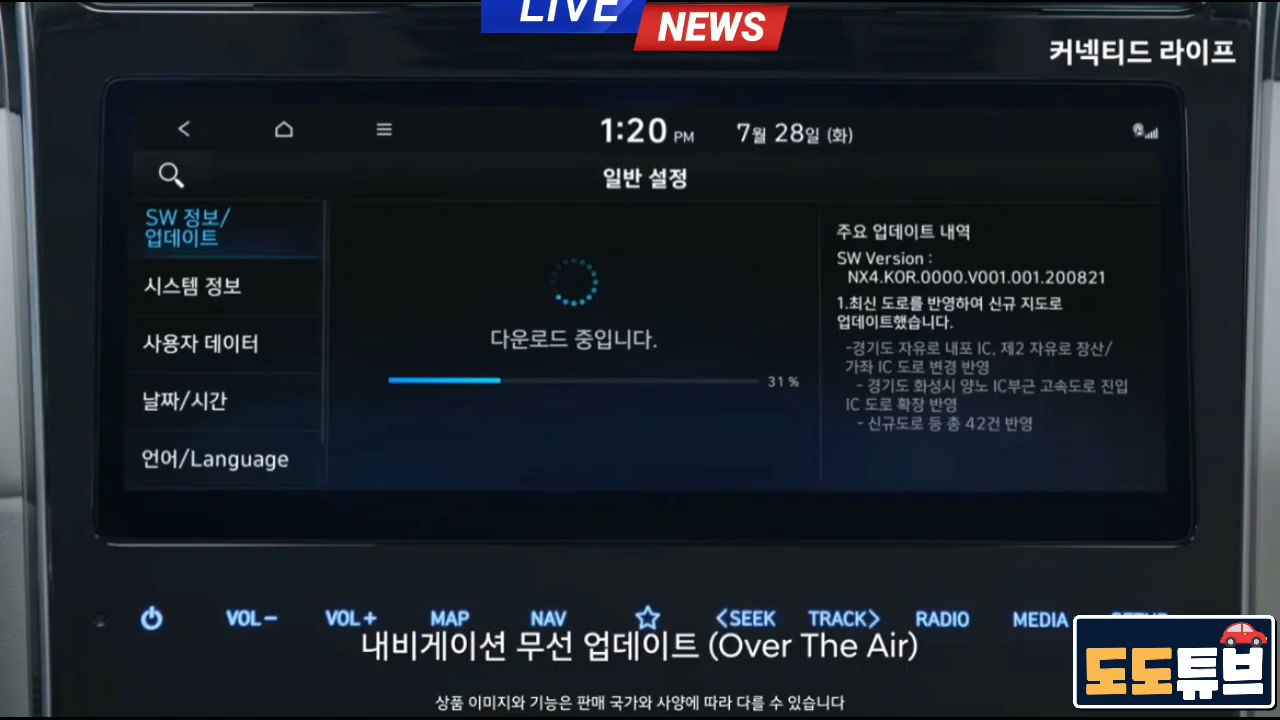 LIVE
NEWS
커넥티드 라이프
1:20 PM 7월 28일 (화)
일반 설정
SW 정보/
업데이트
시스템 정보
사용자 데이터
날짜/시간
언어/Language
다운로드 중입니다.
31 %
주요 업데이트 내역
SW Version :
NX4.KOR.0000.V001.001.200821
1.최신 도로를 반영하여 신규 지도로
업데이트했습니다.
-경기도 자유로 내포 IC, 제2 자유로 장산/
가좌 IC 도로 변경 반영
- 경기도 화성시 양노 IC부근 고속도로 진입
IC 도로 확장 반영
- 신규도로 등 총 42건 반영
VOL- VOL+ MAP NAV <SEEK TRACK> RADIO MEDIA
내비게이션 무선 업데이트 (Over The Air)
도도튜브
상품 이미지와 기능은 판매 국가와 사양에 따라 다를 수 있습니다